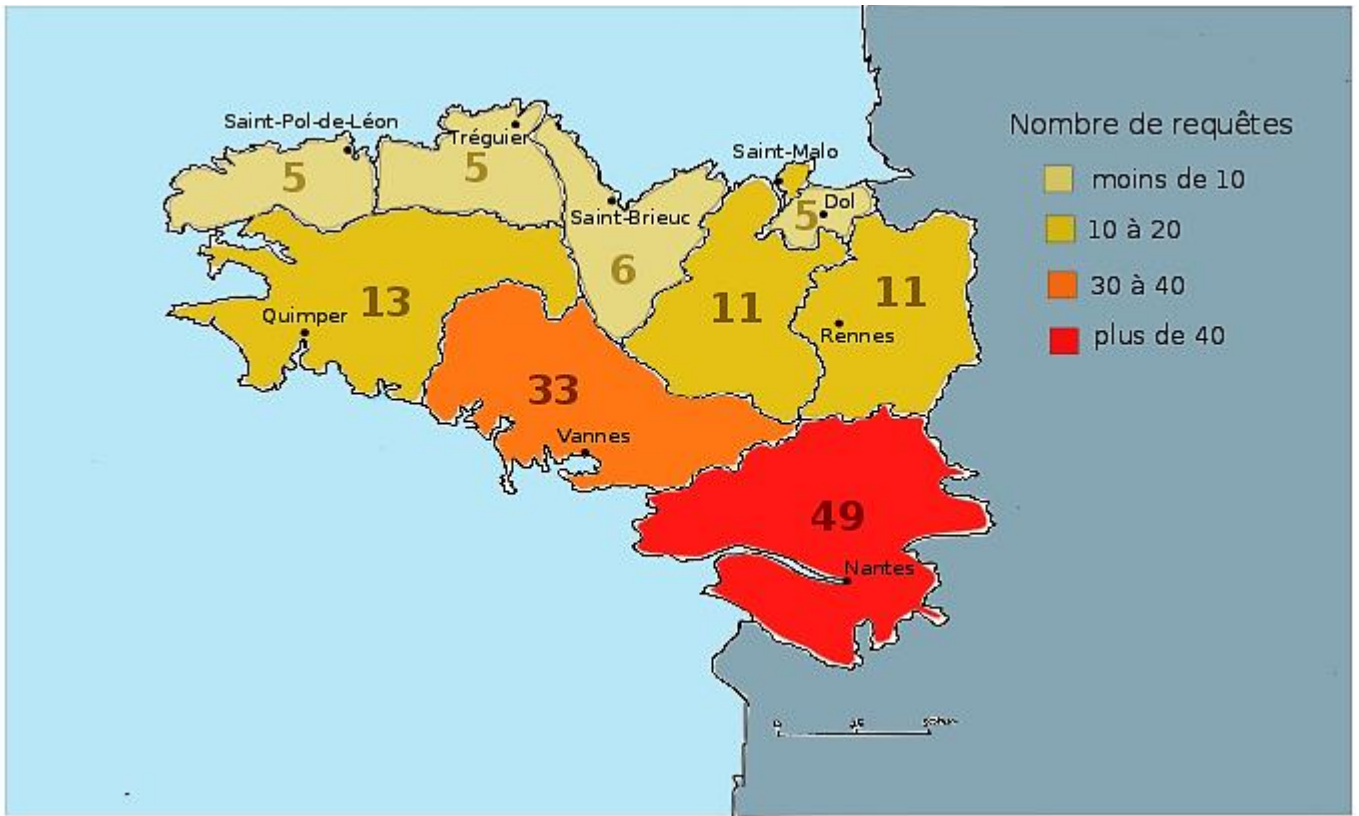 Saint-Pol-de-Léon
Tréguier
Saint-Malo
Nombre de requêtes
moins de 10
10 à 20
30 à 40
plus de 40
5
5
Saint-Brieuc
5
Dol
6
13
11
11
Quimper
Rennes
33
Vannes
49
Nantes
0